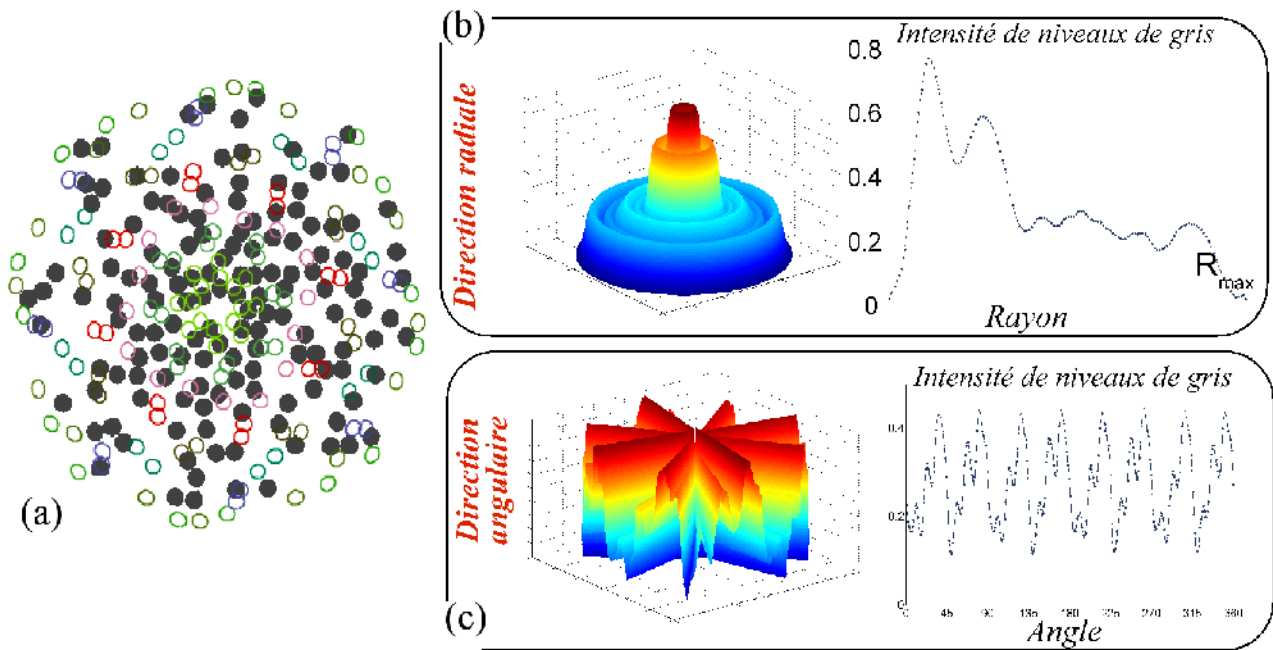 (a)
(b)
Direction radiale
Intensité de niveaux de gris
0.8
0.6
0.4
0.2
0
Rmax
Rayon
(c)
Direction
angulaire
Intensité de niveaux de gris
0.4
0.2
0
0 45 90 135 180 225 270 315 360
Angle